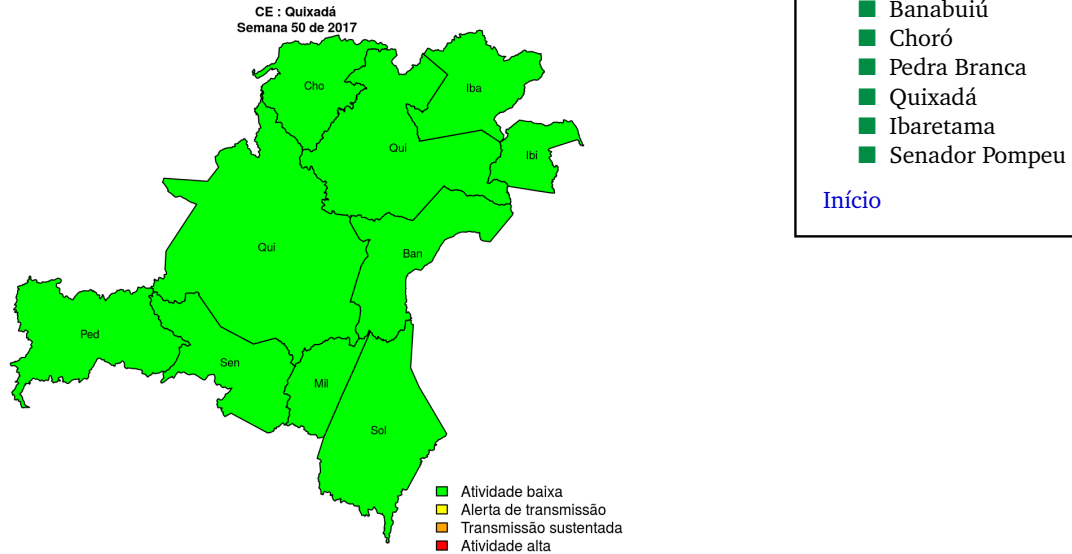 CE : Quixadá
Semana 50 de 2017
Cho
Iba
Qui
Ibi
Qui
Ban
Ped
Sen
Mil
Sol
Atividade baixa
Alerta de transmissão
Transmissão sustentada
Atividade alta
Banabuiú
Choró
Pedra Branca
Quixadá
Ibaretama
Senador Pompeu
Início